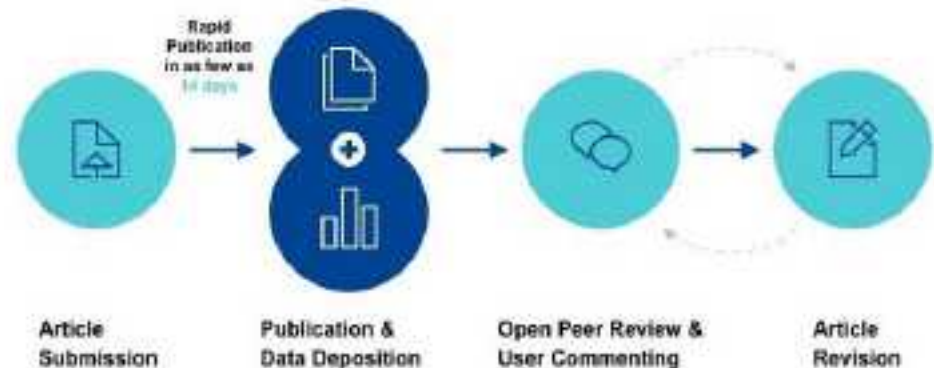 Rapid
Publication
in as few as
14 days
Article
Submission
Publication &
Data Deposition
Open Peer Review &
User Commenting
Article
Revision